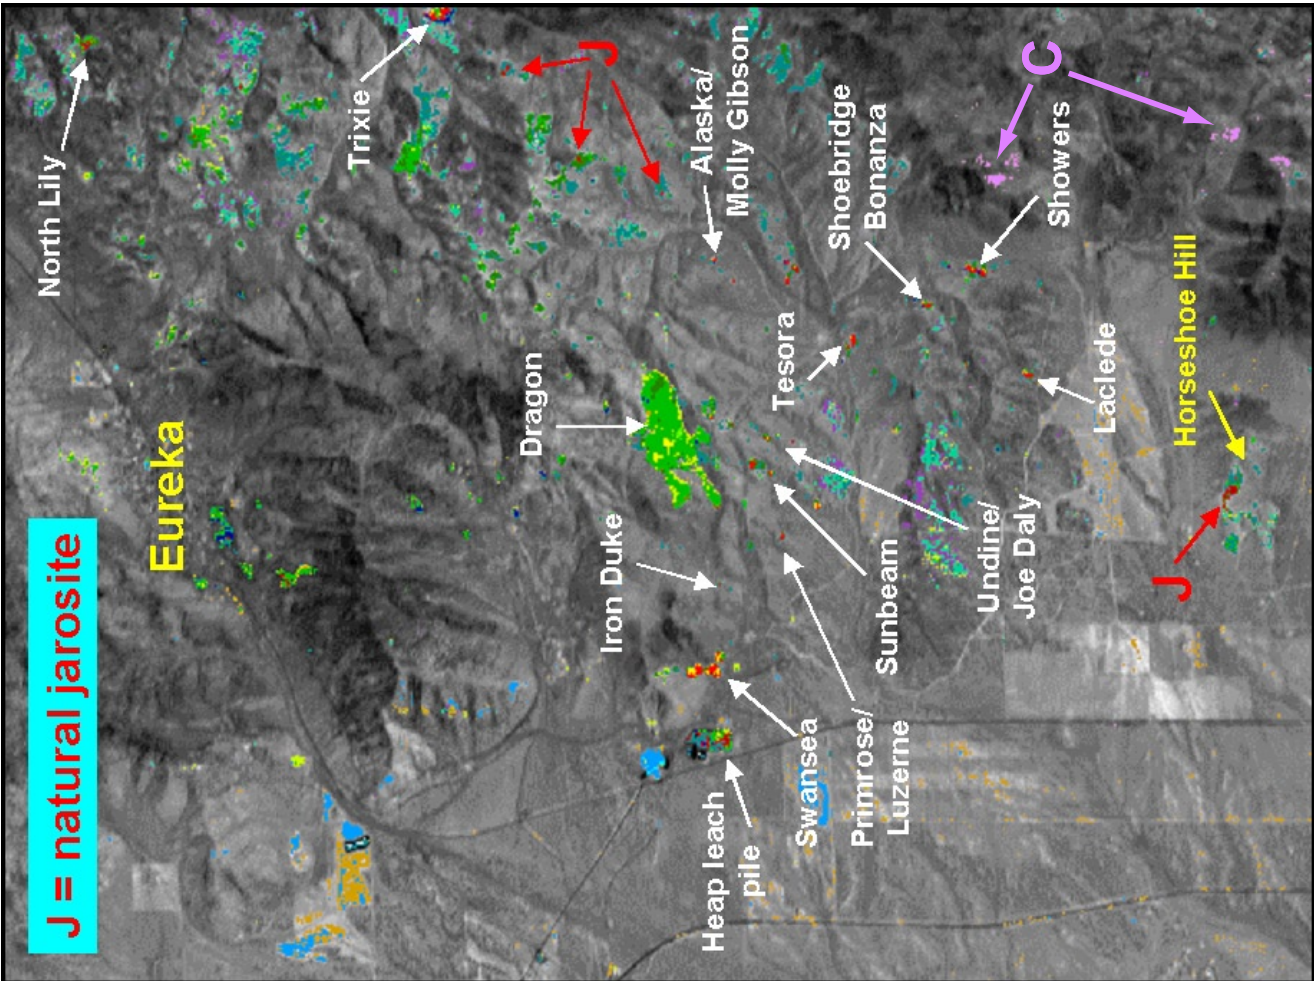 J = natural jarosite
Eureka
North Lily
Trixie
J
Alaska/
Molly Gibson
Shoebridge
Bonanza
C
Showers
Dragon
Tesora
Laclede
Horseshoe Hill
Iron Duke
Undine/
Joe Daly
Sunbeam
J
Swansea
Primrose/
Luzerne
Heap leach
pile